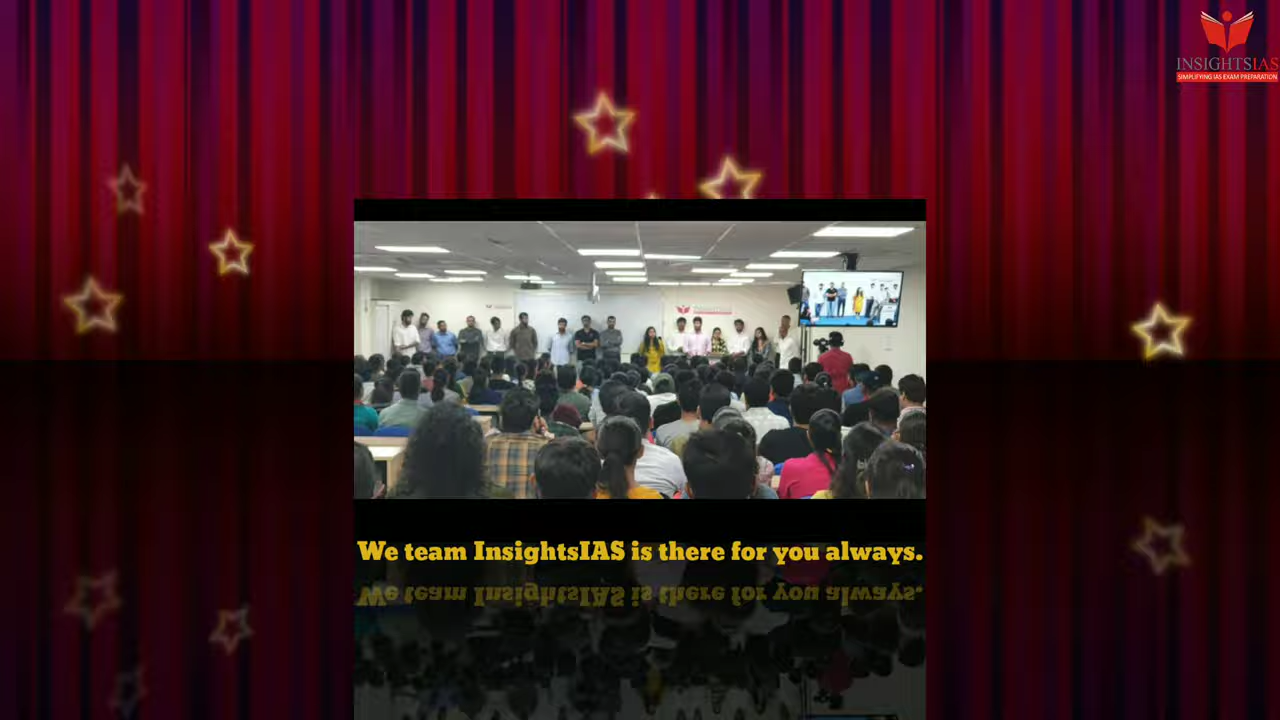 INSIGHTSIAS
SIMPLIFYING IAS EXAM PREPARATION
We team InsightsIAS is there for you always.